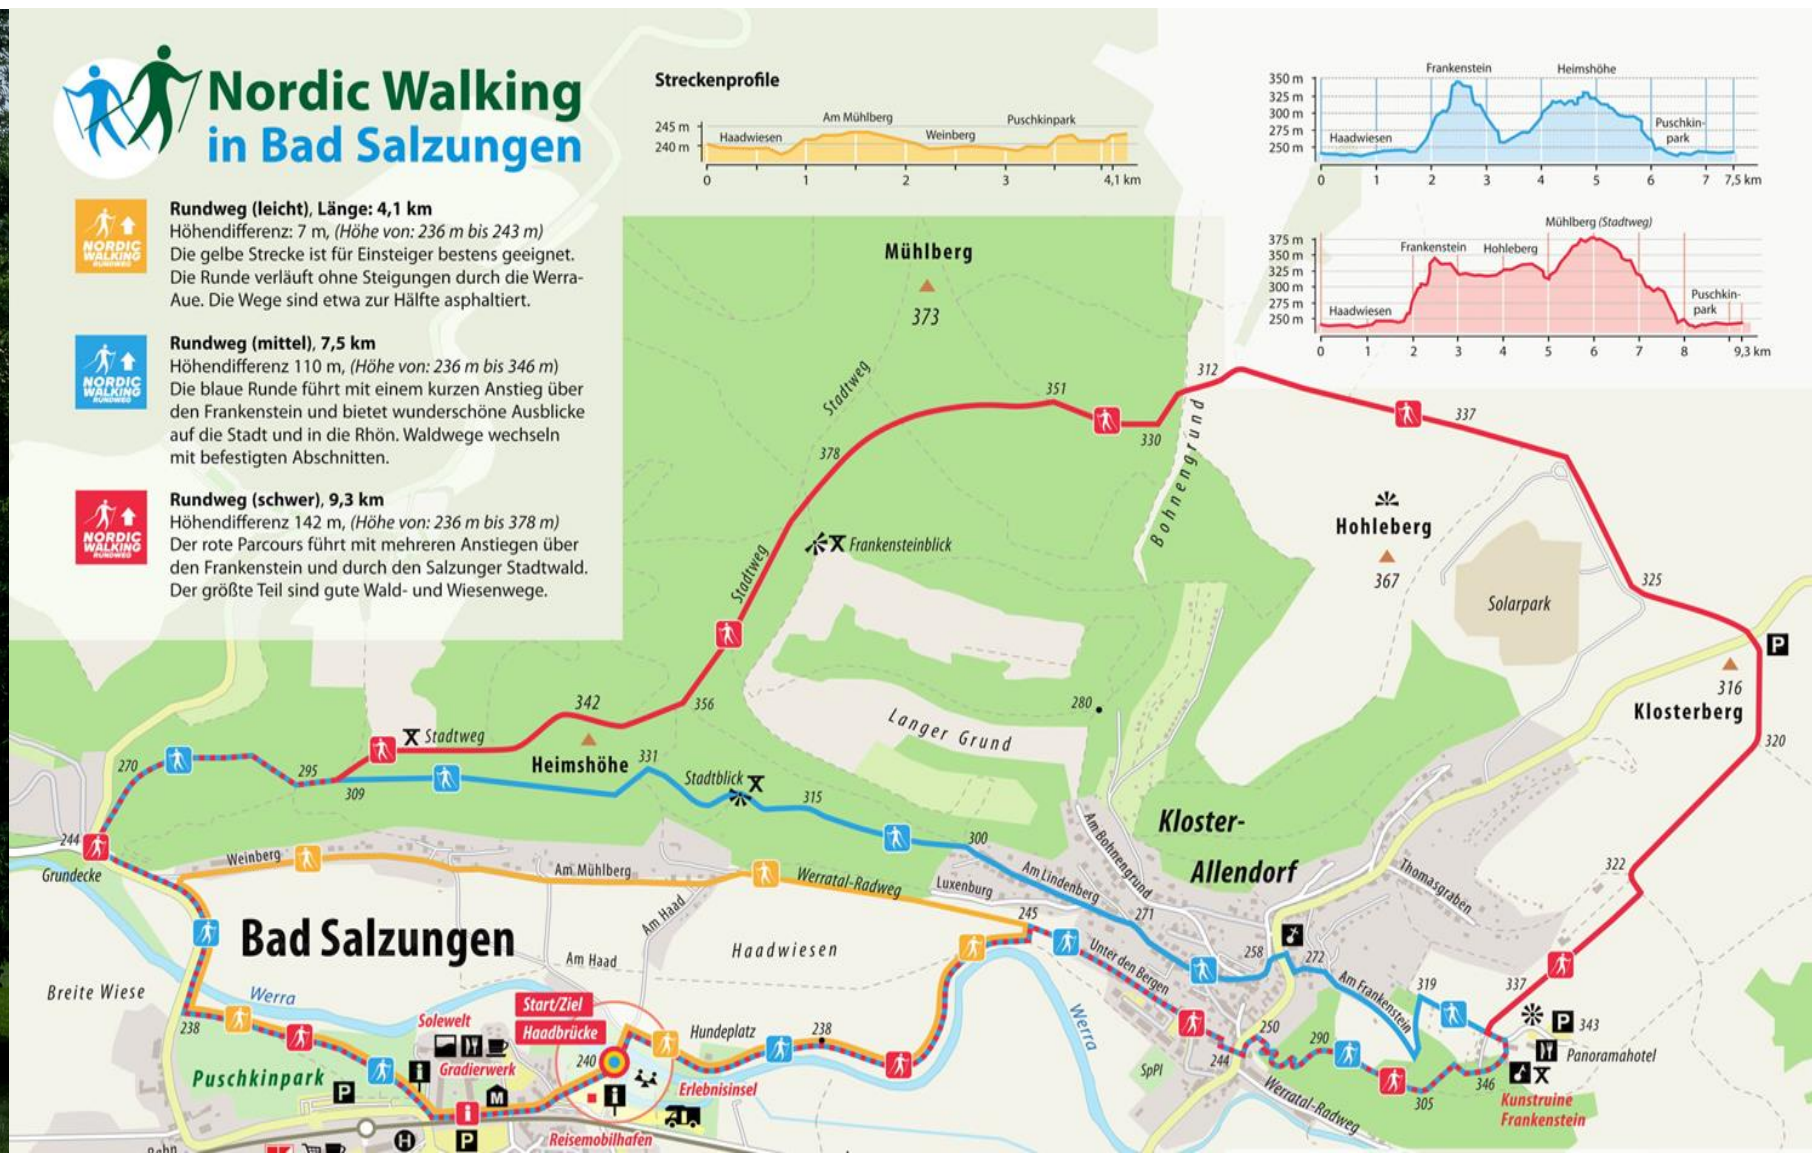 Nordic Walking
in Bad Salzungen
NORDIC
WALKING
RUNDWEG
Rundweg (leicht), Länge: 4,1 km
Höhendifferenz: 7 m, (Höhe von: 236 m bis 243 m)
Die gelbe Strecke ist für Einsteiger bestens geeignet.
Die Runde verläuft ohne Steigungen durch die Werra-
Aue. Die Wege sind etwa zur Hälfte asphaltiert.
NORDIC
WALKING
RUNDWEG
Rundweg (mittel), 7,5 km
Höhendifferenz 110 m, (Höhe von: 236 m bis 346 m)
Die blaue Runde führt mit einem kurzen Anstieg über
den Frankenstein und bietet wunderschöne Ausblicke
auf die Stadt und in die Rhön. Waldwege wechseln
mit befestigten Abschnitten.
NORDIC
WALKING
RUNDWEG
Rundweg (schwer), 9,3 km
Höhendifferenz 142 m, (Höhe von: 236 m bis 378 m)
Der rote Parcours führt mit mehreren Anstiegen über
den Frankenstein und durch den Salzunger Stadtwald.
Der größte Teil sind gute Wald- und Wiesenwege.
Streckenprofile
245 m
240 m
Haadwiesen
Am Mühlberg
Weinberg
Puschkinpark
0 1 2 3 4,1 km
350 m
325 m
300 m
275 m
250 m
Haadwiesen
Frankenstein
Heimshöhe
Puschkin-
park
0 1 2 3 4 5 6 7 7,5 km
375 m
350 m
325 m
300 m
275 m
250 m
Haadwiesen
Frankenstein
Hohleberg
Mühlberg (Stadtweg)
Puschkin-
park
0 1 2 3 4 5 6 7 8 9,3 km
Mühlberg
373
Stadtweg
351
312
330
337
378
Bohnengrund
Hohleberg
367
Frankensteinblick
Stadtweg
Solarpark
325
P
316
Klosterberg
320
342
356
280
Langer Grund
Stadtweg
Heimshöhe
331
Stadtblick
315
270
295
309
244
Grundecke
Weinberg
Am Mühlberg
Werratal-Radweg
300
Luxenburg
Am Lindenberg
Am Bohnengrund
Kloster-
Allendorf
Thomasgraben
322
271
245
Am Haad
Haadwiesen
Bad Salzungen
Am Haad
Unter den Bergen
258
272
Am Frankenstein
319
337
Breite Wiese
Werra
238
Solewelt
Start/Ziel
Haadbrücke
240
Hundeplatz
238
Werra
250
290
244
343
P
Panoramahotel
Gradierwerk
Puschkinpark
P
i
M
i
Erlebnisinsel
SpPl
346
305
Kunstruine
Frankenstein
Werratal-Radweg
i
H
P
Reisemobilhafen
Bahn